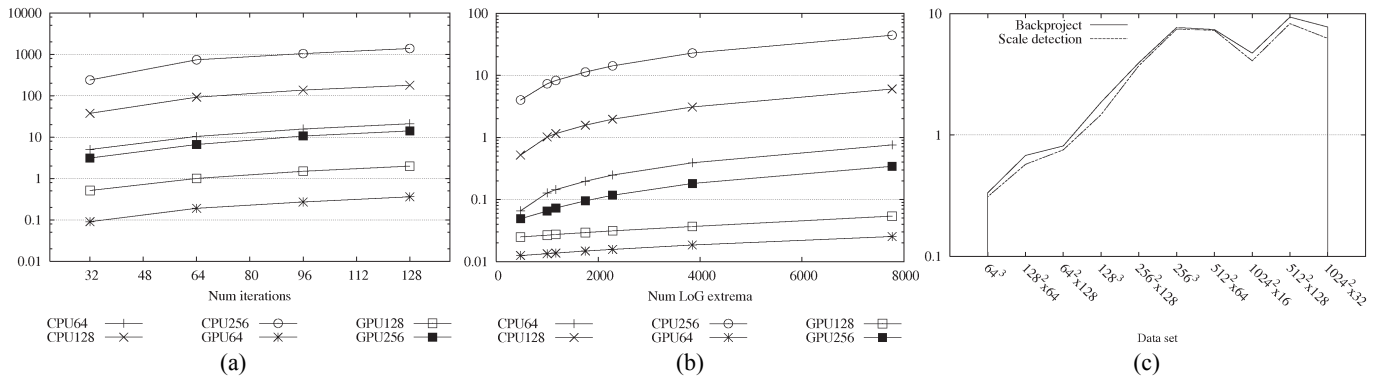 10000
1000
100
10
1
0.1
0.01
32 48 64 80 96 112 128
Num iterations
CPU64 CPU256 GPU128
CPU128 GPU64 GPU256
(a)
100
10
1
0.1
0.01
0 2000 4000 6000 8000
Num LoG extrema
CPU64 CPU256 GPU128
CPU128 GPU64 GPU256
(b)
10
1
0.1
Backproject
Scale detection
64³
128²x64
64²x128
128³
256²x128
256³
512²x64
1024²x16
512²x128
1024²x32
Data set
(c)